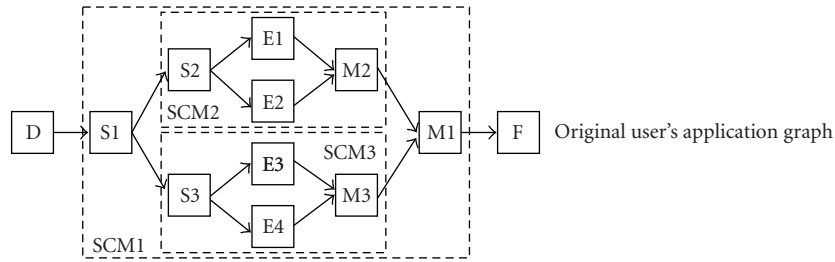 E1
S2
M2
E2
SCM2
D
S1
M1
F
Original user's application graph
E3
SCM3
S3
M3
E4
SCM1